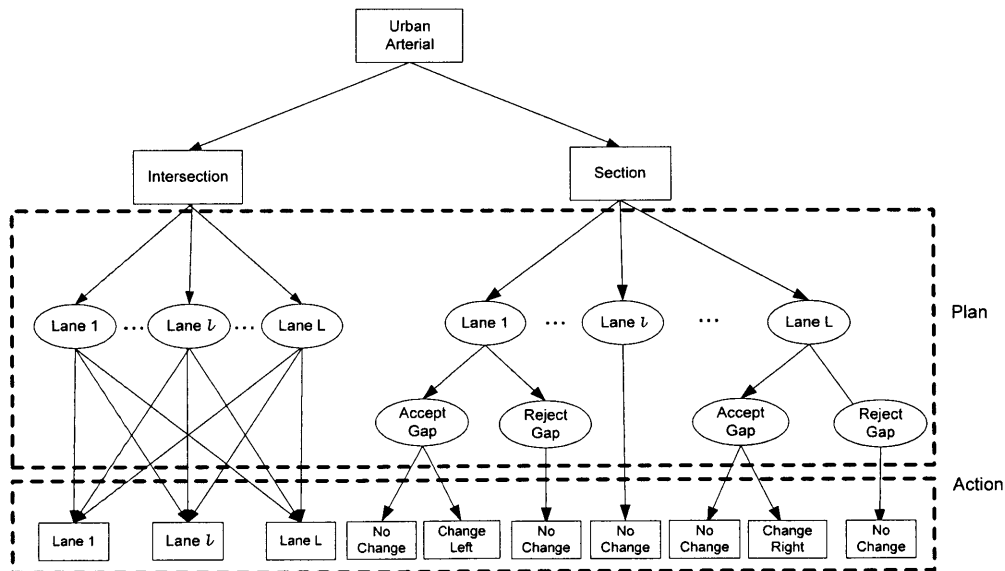 Urban
Arterial
Intersection
Section
Lane 1
...
Lane l
...
Lane L
Lane 1
...
Lane l
...
Lane L
Plan
Accept
Gap
Reject
Gap
Accept
Gap
Reject
Gap
Action
Lane 1
Lane l
Lane L
No
Change
Change
Left
No
Change
No
Change
No
Change
Change
Right
No
Change